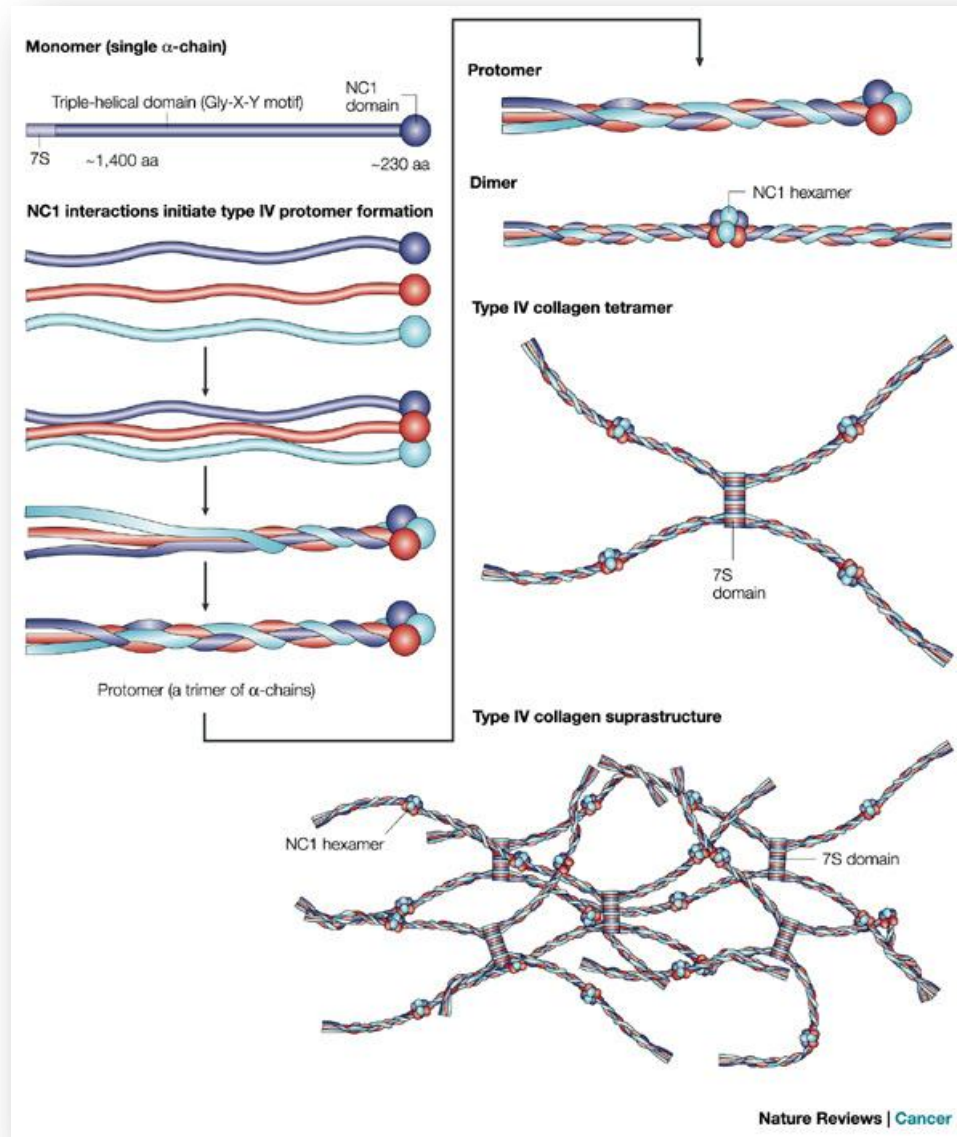 Monomer (single α-chain)
Triple-helical domain (Gly-X-Y motif)
NC1
domain
7S
~1,400 aa
~230 aa
NC1 interactions initiate type IV protomer formation
Protomer (a trimer of α-chains)
Protomer
Dimer
NC1 hexamer
Type IV collagen tetramer
7S
domain
Type IV collagen suprastructure
NC1 hexamer
7S domain
Nature Reviews | Cancer